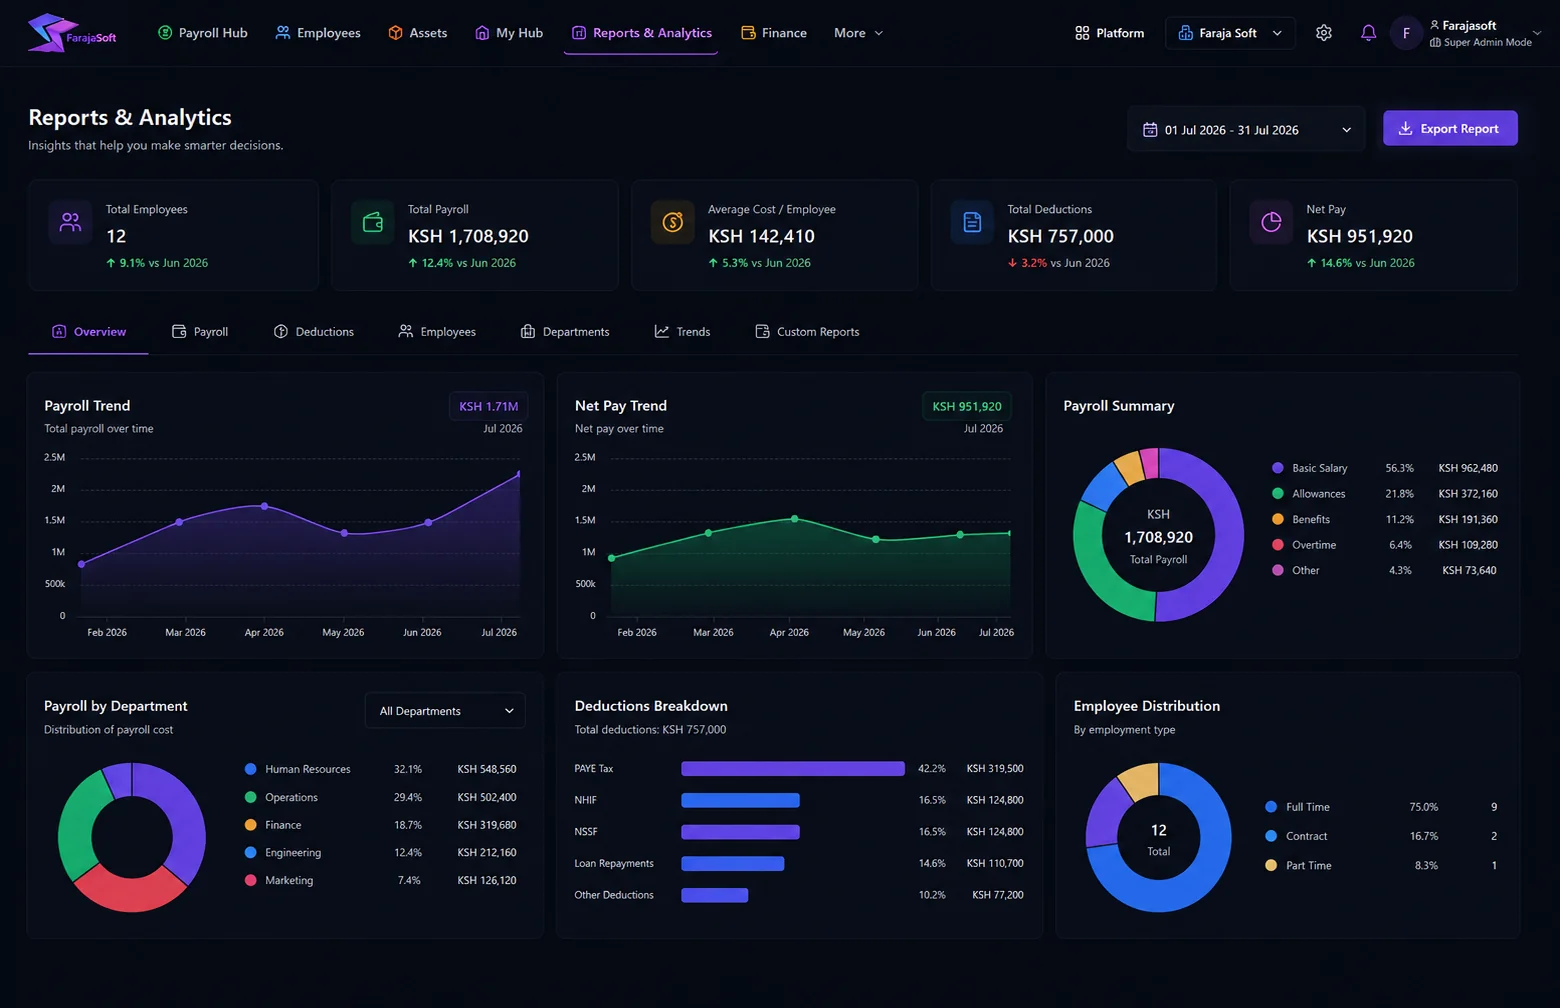 FarajaSoft
Payroll Hub
Employees
Assets
My Hub
Reports & Analytics
Finance
More
Platform
Faraja Soft
F
Farajasoft
Super Admin Mode
Reports & Analytics
Insights that help you make smarter decisions.
01 Jul 2026 - 31 Jul 2026
Export Report
Total Employees
12
↑ 9.1% vs Jun 2026
Total Payroll
KSH 1,708,920
↑ 12.4% vs Jun 2026
Average Cost / Employee
KSH 142,410
↑ 5.3% vs Jun 2026
Total Deductions
KSH 757,000
↓ 3.2% vs Jun 2026
Net Pay
KSH 951,920
↑ 14.6% vs Jun 2026
Overview
Payroll
Deductions
Employees
Departments
Trends
Custom Reports
Payroll Trend
KSH 1.71M
Total payroll over time
Jul 2026
2.5M
2M
1.5M
1M
500k
0
Feb 2026 Mar 2026 Apr 2026 May 2026 Jun 2026 Jul 2026
Net Pay Trend
KSH 951,920
Net pay over time
Jul 2026
2.5M
2M
1.5M
1M
500k
0
Feb 2026 Mar 2026 Apr 2026 May 2026 Jun 2026 Jul 2026
Payroll Summary
KSH
1,708,920
Total Payroll
Basic Salary 56.3% KSH 962,480
Allowances 21.8% KSH 372,160
Benefits 11.2% KSH 191,360
Overtime 6.4% KSH 109,280
Other 4.3% KSH 73,640
Payroll by Department
Distribution of payroll cost
All Departments
Human Resources 32.1% KSH 548,560
Operations 29.4% KSH 502,400
Finance 18.7% KSH 319,680
Engineering 12.4% KSH 212,160
Marketing 7.4% KSH 126,120
Deductions Breakdown
Total deductions: KSH 757,000
PAYE Tax 42.2% KSH 319,500
NHIF 16.5% KSH 124,800
NSSF 16.5% KSH 124,800
Loan Repayments 14.6% KSH 110,700
Other Deductions 10.2% KSH 77,200
Employee Distribution
By employment type
12
Total
Full Time 75.0% 9
Contract 16.7% 2
Part Time 8.3% 1